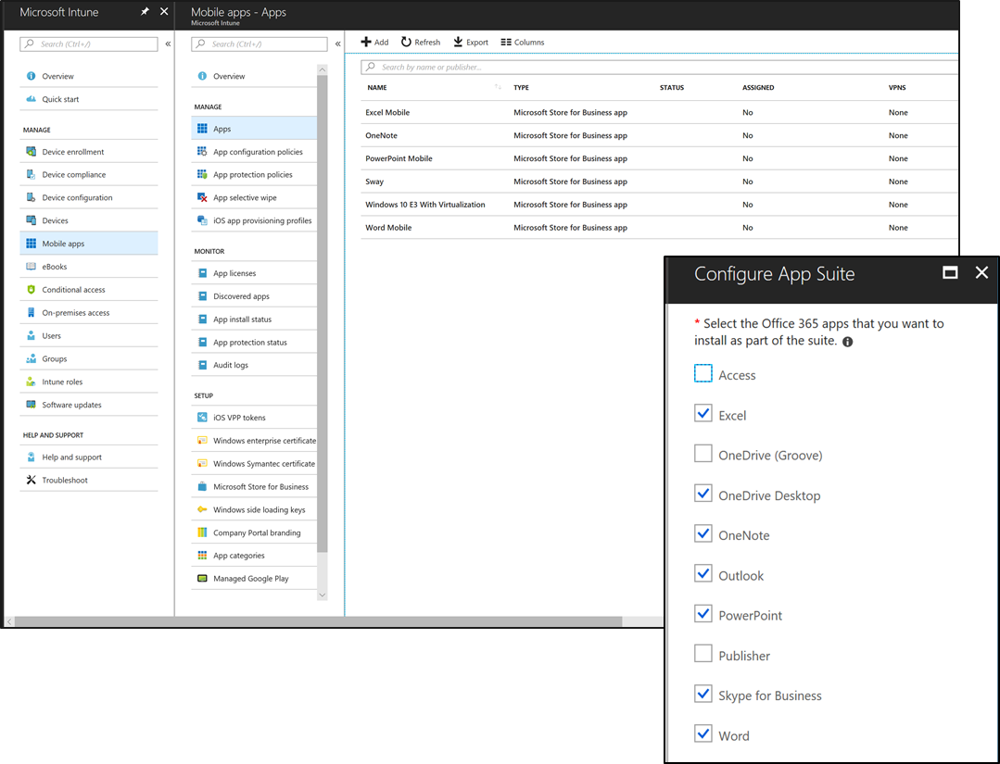 Microsoft Intune
Search (Ctrl+/)
Overview
Quick start
MANAGE
Device enrollment
Device compliance
Device configuration
Devices
Mobile apps
eBooks
Conditional access
On-premises access
Users
Groups
Intune roles
Software updates
HELP AND SUPPORT
Help and support
Troubleshoot
Mobile apps - Apps
Microsoft Intune
Search (Ctrl+/)
Overview
MANAGE
Apps
App configuration policies
App protection policies
App selective wipe
iOS app provisioning profiles
MONITOR
App licenses
Discovered apps
App install status
App protection status
Audit logs
SETUP
iOS VPP tokens
Windows enterprise certificate
Windows Symantec certificate
Microsoft Store for Business
Windows side loading keys
Company Portal branding
App categories
Managed Google Play
Add Refresh Export Columns
Search by name or publisher...
NAME TYPE STATUS ASSIGNED VPNS
Excel Mobile Microsoft Store for Business app No None
OneNote Microsoft Store for Business app No None
PowerPoint Mobile Microsoft Store for Business app No None
Sway Microsoft Store for Business app No None
Windows 10 E3 With Virtualization Microsoft Store for Business app No None
Word Mobile Microsoft Store for Business app No None
Configure App Suite
* Select the Office 365 apps that you want to
install as part of the suite.
Access
Excel
OneDrive (Groove)
OneDrive Desktop
OneNote
Outlook
PowerPoint
Publisher
Skype for Business
Word